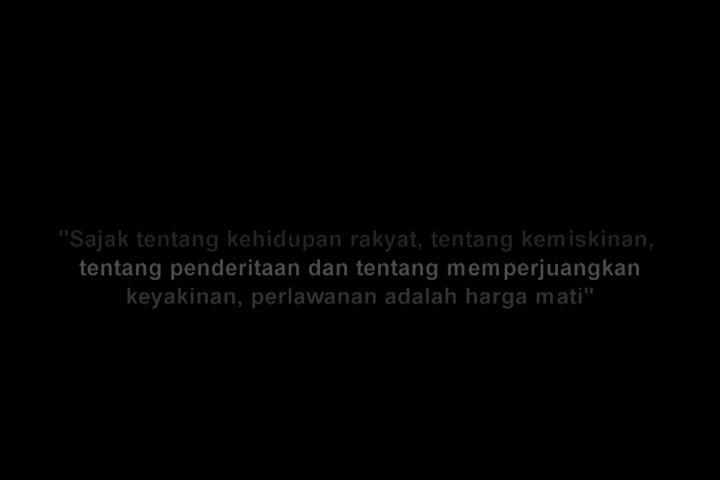 "Sajak tentang kehidupan rakyat, tentang kemiskinan,
tentang penderitaan dan tentang memperjuangkan
keyakinan, perlawanan adalah harga mati"